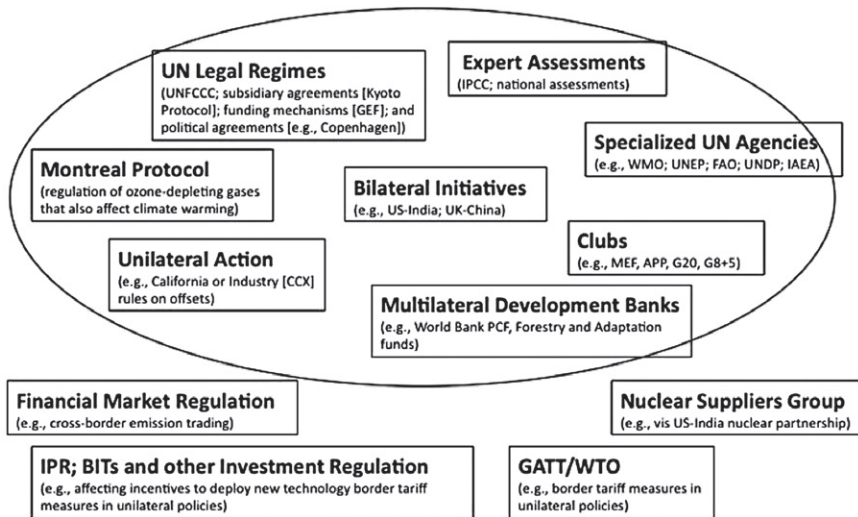 UN Legal Regimes
(UNFCCC; subsidiary agreements [Kyoto
Protocol]; funding mechanisms [GEF]; and
political agreements [e.g., Copenhagen])
Expert Assessments
(IPCC; national assessments)
Specialized UN Agencies
(e.g., WMO; UNEP; FAO; UNDP; IAEA)
Montreal Protocol
(regulation of ozone-depleting gases
that also affect climate warming)
Bilateral Initiatives
(e.g., US-India; UK-China)
Unilateral Action
(e.g., California or Industry [CCX]
rules on offsets)
Clubs
(e.g., MEF, APP, G20, G8+5)
Multilateral Development Banks
(e.g., World Bank PCF, Forestry and Adaptation
funds)
Financial Market Regulation
(e.g., cross-border emission trading)
Nuclear Suppliers Group
(e.g., vis US-India nuclear partnership)
IPR; BITs and other Investment Regulation
(e.g., affecting incentives to deploy new technology border tariff
measures in unilateral policies)
GATT/WTO
(e.g., border tariff measures in
unilateral policies)